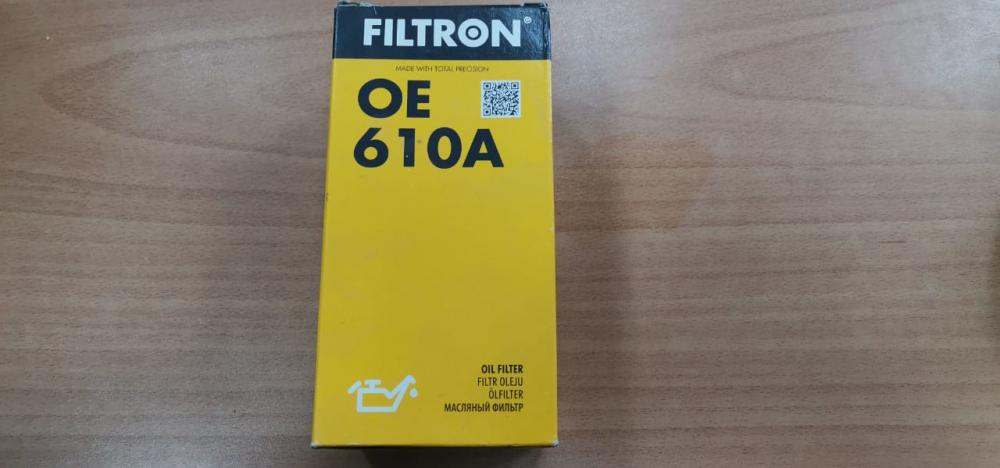 FILTRON®
MADE WITH TOTAL PRECISION
OE
610A
OIL FILTER
FILTR OLEJU
ÖLFILTER
МАСЛЯНЫЙ ФИЛЬТР